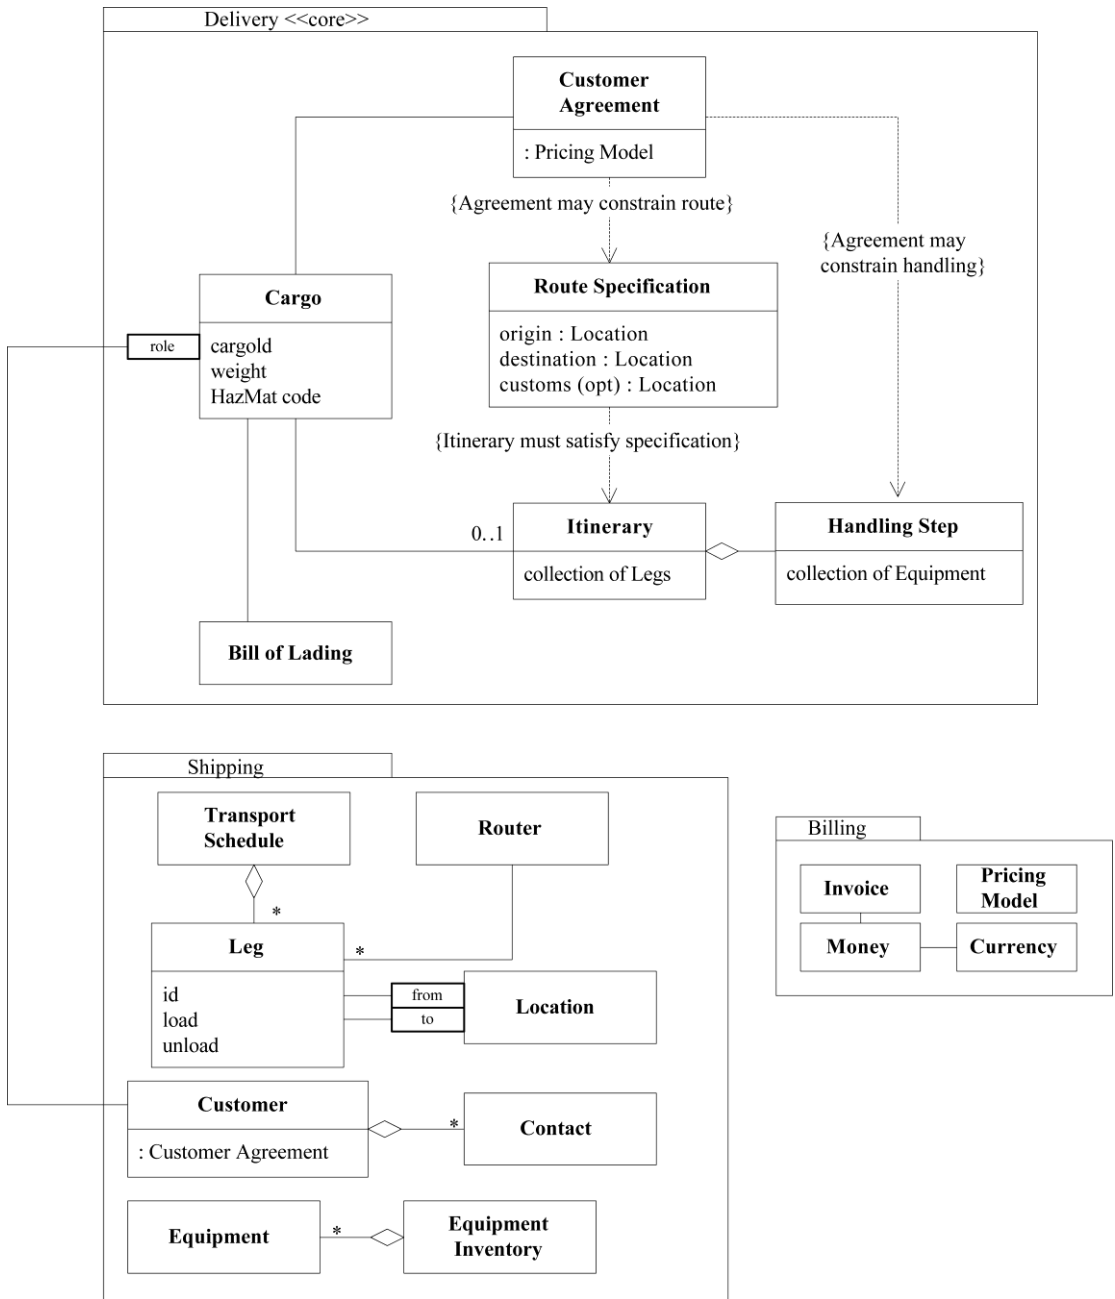 Delivery <<core>>
Customer
Agreement
: Pricing Model
{Agreement may constrain route}
{Agreement may
constrain handling}
Cargo
role
cargoId
weight
HazMat code
Route Specification
origin : Location
destination : Location
customs (opt) : Location
{Itinerary must satisfy specification}
0..1
Itinerary
collection of Legs
Handling Step
collection of Equipment
Bill of Lading
Shipping
Transport
Schedule
Router
*
Leg
*
id
load
unload
from
to
Location
Customer
: Customer Agreement
*
Contact
Equipment
*
Equipment
Inventory
Billing
Invoice
Pricing
Model
Money
Currency